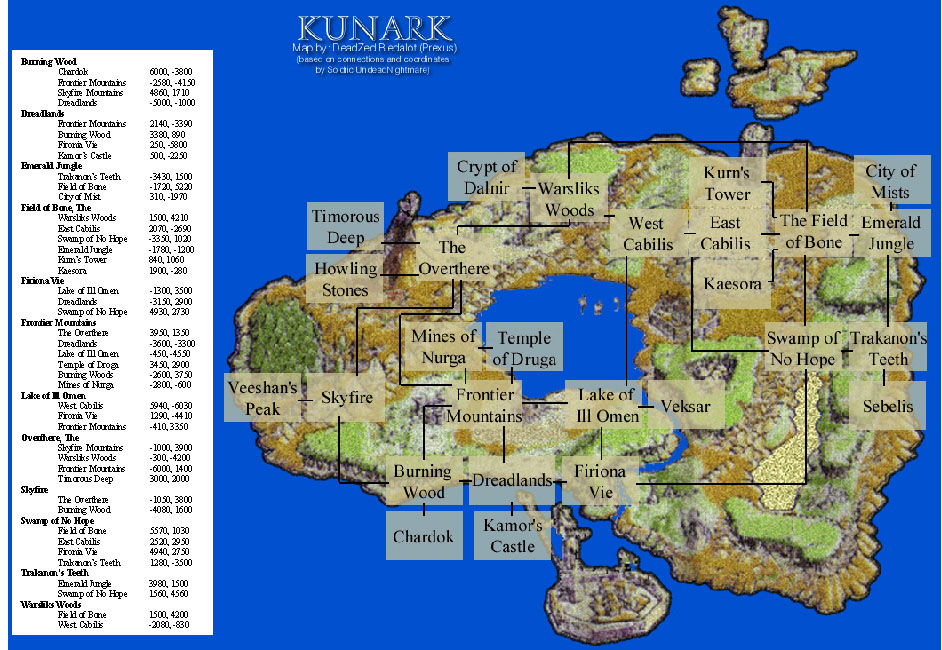 KUNARK
Map by: DeadZed Redalot (Prexus)
(based on connections and coordinates
Burning Wood
Chardok 6000, -3800
Frontier Mountains -2580, -4150
Skyfire Mountains 4860, 1710
Dreadlands -5000, -1000
Dreadlands
Frontier Mountains 2140, -3390
Burning Wood 3380, 890
Fironia Vie 250, -5800
Karnor's Castle 500, -2250
Emerald Jungle
Trakanon's Teeth -3430, 1500
Field of Bone -1720, 5220
City of Mist 310, -1970
Field of Bone, The
Warsliks Woods 1500, 4210
East Cabilis 2070, -2690
Swamp of No Hope -3350, 1020
Emerald Jungle -1780, -1200
Kurn's Tower 840, 1060
Kaesora 1900, -280
Firiona Vie
Lake of Ill Omen -1300, 3500
Dreadlands -3150, 2900
Swamp of No Hope 4930, 2730
Frontier Mountains
The Overthere 3950, 1350
Dreadlands -3600, -3300
Lake of Ill Omen -450, -4550
Temple of Droga 3450, 2900
Burning Woods -2600, 3750
Mines of Nurga -2800, -600
Lake of Ill Omen
West Cabilis 5940, -6030
Fironia Vie 1290, -4410
Frontier Mountains -410, 3350
Overthere, The
Skyfire Mountains -1000, 3900
Warsliks Woods -300, -4200
Frontier Mountains -6000, 1400
Timorous Deep 3000, 2000
Skyfire
The Overthere -1050, 3800
Burning Wood -4080, 1600
Swamp of No Hope
Field of Bone 5570, 1030
East Cabilis 2520, 2950
Fironia Vie 4940, 2750
Trakanon's Teeth 1280, -3500
Trakanon's Teeth
Emerald Jungle 3980, 1500
Swamp of No Hope 1560, 4560
Warsliks Woods
Field of Bone 1500, 4200
West Cabilis -2080, -830
Crypt of
Dalnir
Warsliks
Woods
Kurn's
Tower
City of
Mists
Timorous
Deep
The
Overthere
West
Cabilis
East
Cabilis
The Field
of Bone
Emerald
Jungle
Howling
Stones
Kaesora
Mines of
Nurga
Temple
of Druga
Swamp of
No Hope
Trakanon's
Teeth
Veeshan's
Peak
Skyfire
Frontier
Mountains
Lake of
Ill Omen
Veksar
Sebelis
Burning
Wood
Dreadlands
Firiona
Vie
Chardok
Kamor's
Castle